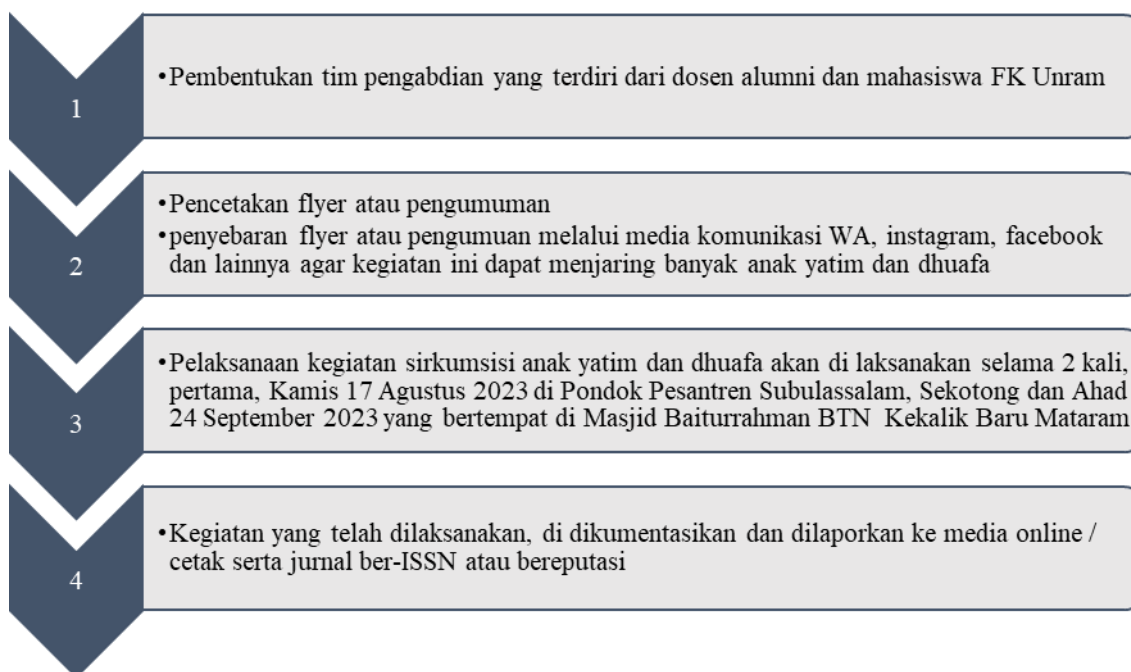 1
•Pembentukan tim pengabdian yang terdiri dari dosen alumni dan mahasiswa FK Unram
2
•Pencetakan flyer atau pengumuman
•penyebaran flyer atau pengumuan melalui media komunikasi WA, instagram, facebook
dan lainnya agar kegiatan ini dapat menjaring banyak anak yatim dan dhuafa
3
•Pelaksanaan kegiatan sirkumsisi anak yatim dan dhuafa akan di laksanakan selama 2 kali,
pertama, Kamis 17 Agustus 2023 di Pondok Pesantren Subulassalam, Sekotong dan Ahad
24 September 2023 yang bertempat di Masjid Baiturrahman BTN Kekalik Baru Mataram
4
•Kegiatan yang telah dilaksanakan, di dikumentasikan dan dilaporkan ke media online /
cetak serta jurnal ber-ISSN atau bereputasi